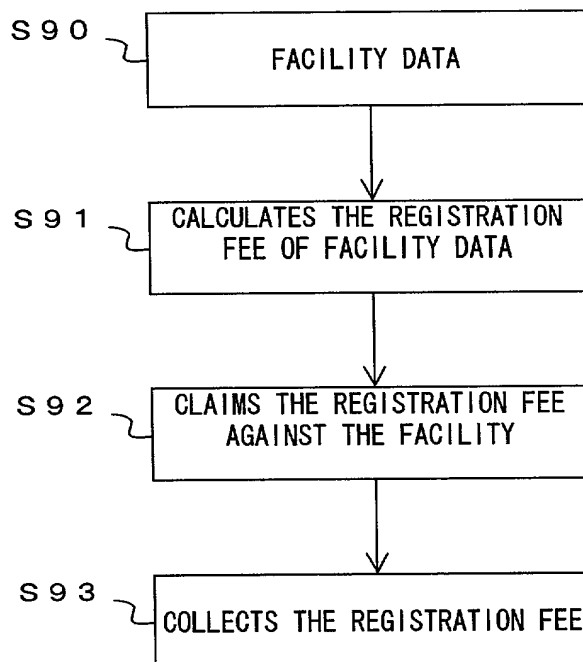 S90
FACILITY DATA
S91
CALCULATES THE REGISTRATION
FEE OF FACILITY DATA
S92
CLAIMS THE REGISTRATION FEE
AGAINST THE FACILITY
S93
COLLECTS THE REGISTRATION FEE